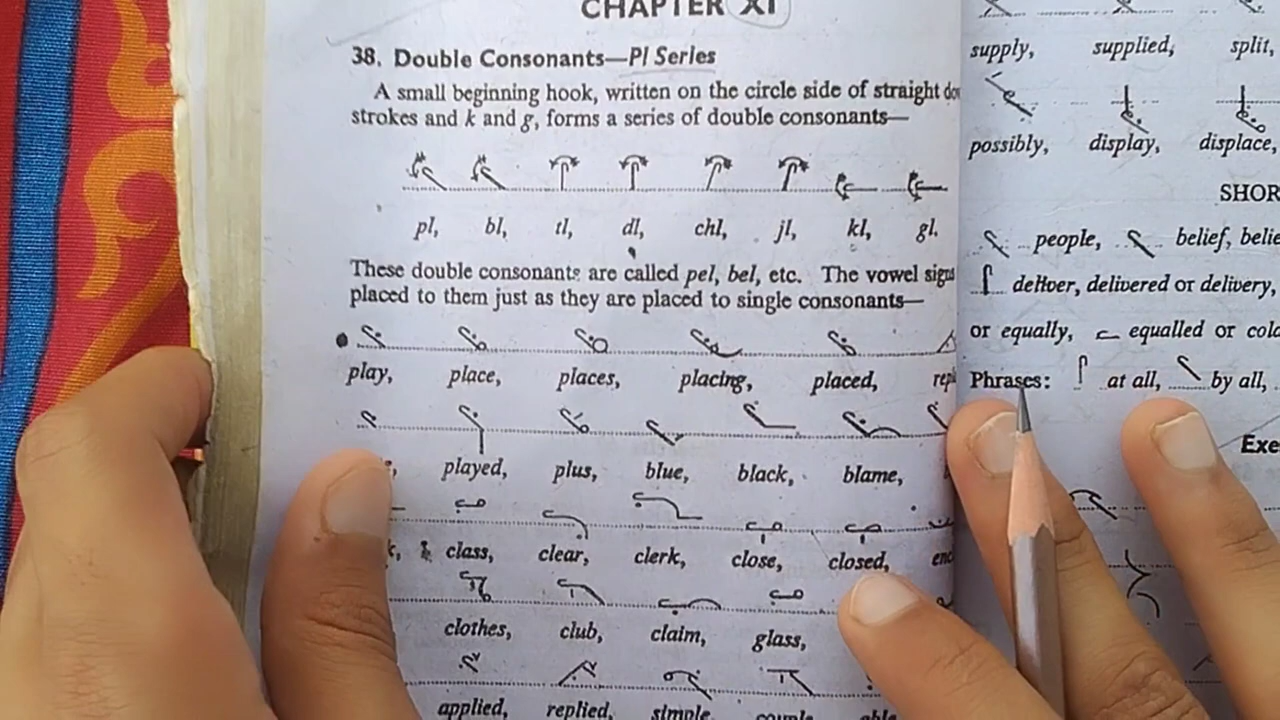 CHAPTER XI
38. Double Consonants—Pl Series
A small beginning hook, written on the circle side of straight
strokes and k and g, forms a series of double consonants—
pl, bl, tl, dl, chl, jl, kl, gl.
These double consonants are called pel, bel, etc. The vowel signs
placed to them just as they are placed to single consonants—
play, place, places, placing, placed,
played, plus, blue, black, blame,
class, clear, clerk, close, closed,
clothes, club, claim, glass,
applied, replied, simple, couple, able
supply, supplied, split,
possibly, display, displace,
SHOR
people, belief,
deliver, delivered or delivery,
or equally, equalled or
Phrases: at all, by all,
Exe